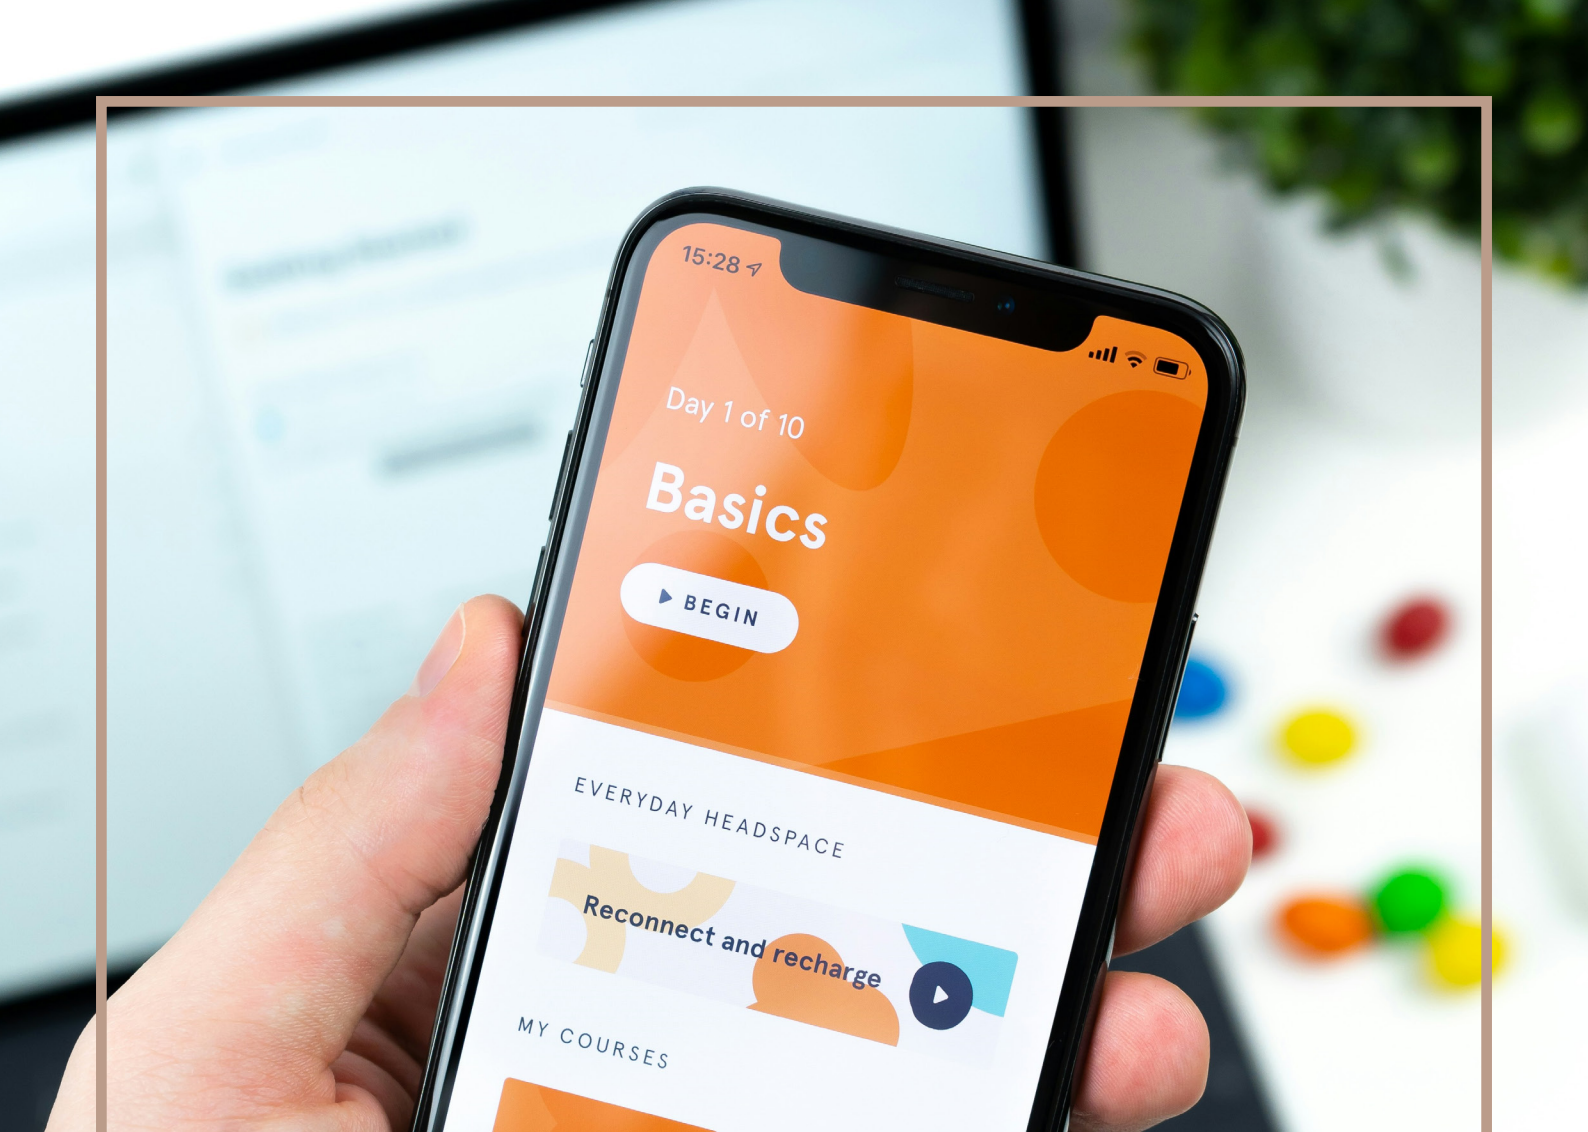 15:28
Day 1 of 10
Basics
BEGIN
EVERYDAY HEADSPACE
Reconnect and recharge
MY COURSES